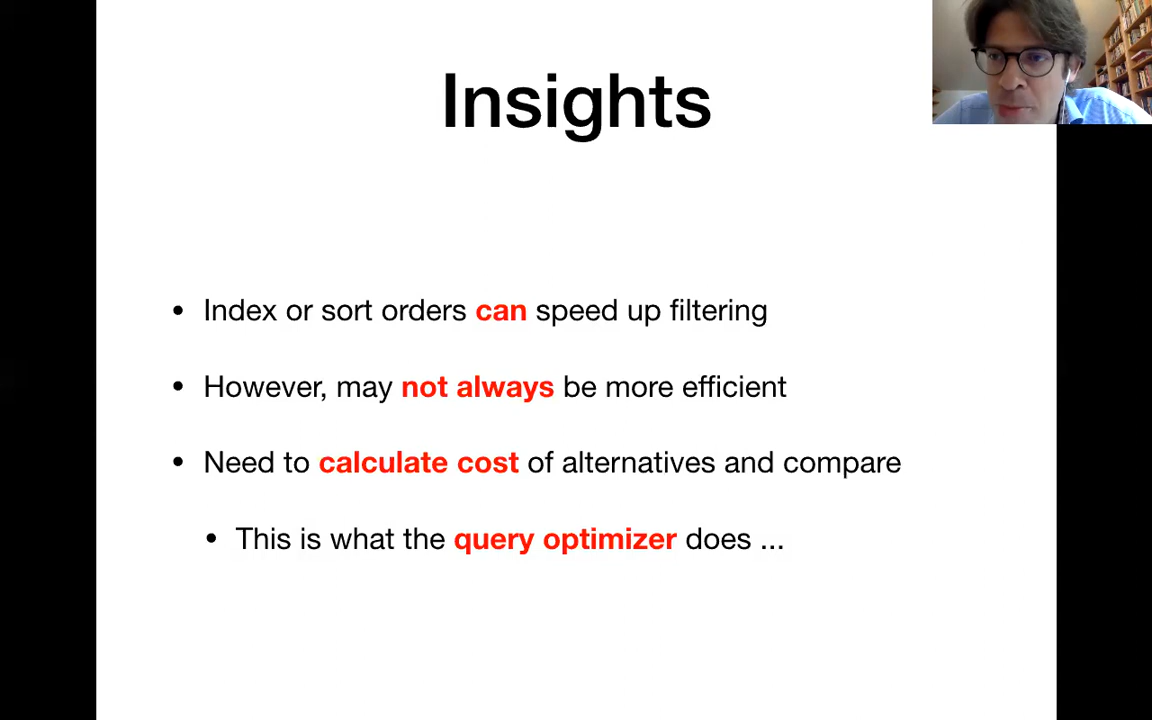 Insights
• Index or sort orders can speed up filtering
• However, may not always be more efficient
• Need to calculate cost of alternatives and compare
• This is what the query optimizer does ...